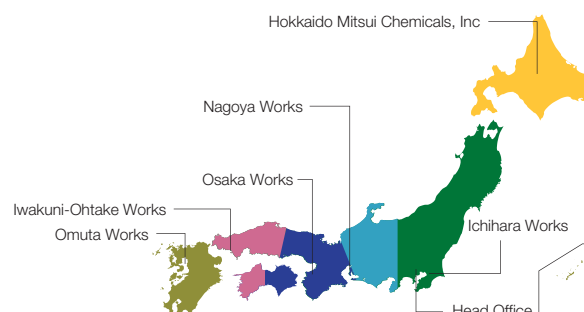 Hokkaido Mitsui Chemicals, Inc
Nagoya Works
Osaka Works
Iwakuni-Ohtake Works
Omuta Works
Ichihara Works
Head Office